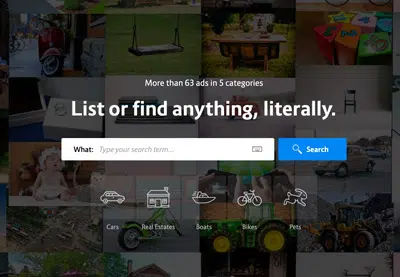 More than 63 ads in 5 categories
List or find anything, literally.
What: Type your search term... Search
Cars Real Estates Boats Bikes Pets